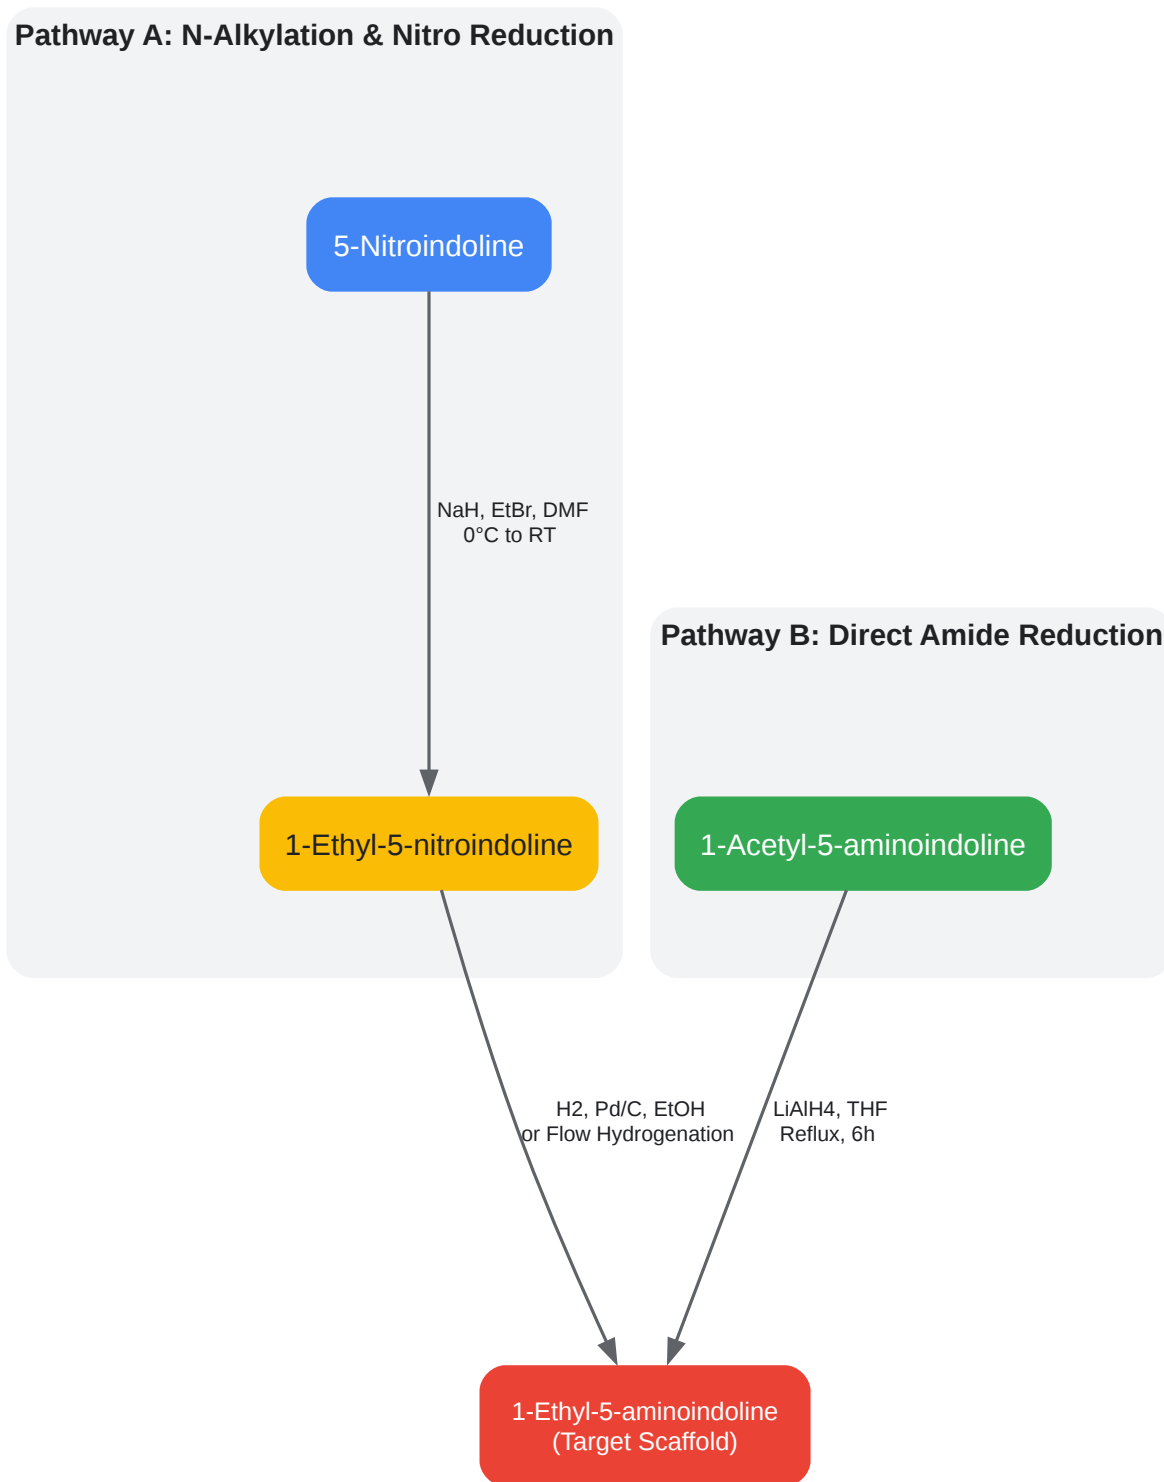 Pathway A: N-Alkylation & Nitro Reduction
5-Nitroindoline
NaH, EtBr, DMF
0°C to RT
Pathway B: Direct Amide Reduction
1-Ethyl-5-nitroindoline
1-Acetyl-5-aminoindoline
H2, Pd/C, EtOH
or Flow Hydrogenation
LiAlH4, THF
Reflux, 6h
1-Ethyl-5-aminoindoline
(Target Scaffold)